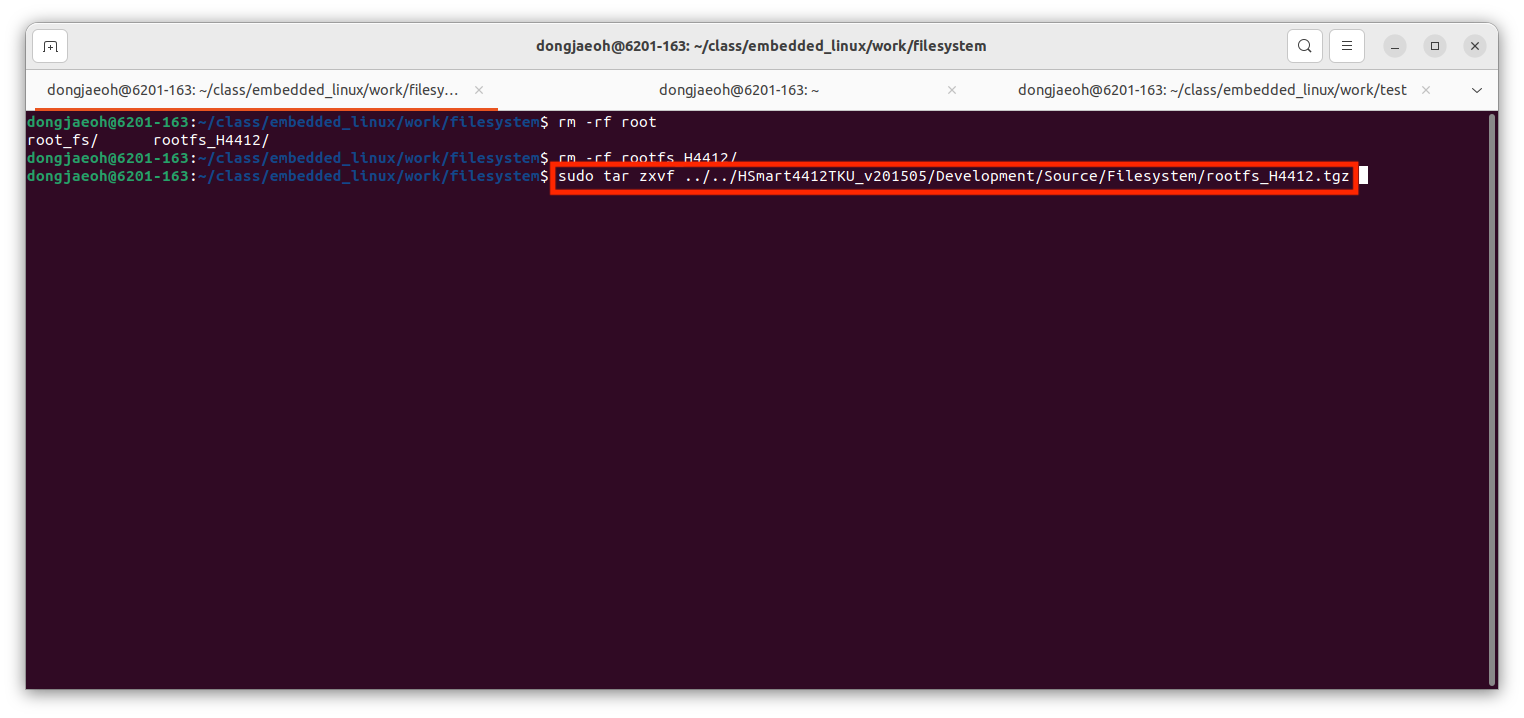 dongjaeoh@6201-163: ~/class/embedded_linux/work/filesystem
dongjaeoh@6201-163: ~/class/embedded_linux/work/filesy…
dongjaeoh@6201-163: ~
dongjaeoh@6201-163: ~/class/embedded_linux/work/test
dongjaeoh@6201-163:~/class/embedded_linux/work/filesystem$ rm -rf root
root_fs/      rootfs_H4412/
dongjaeoh@6201-163:~/class/embedded_linux/work/filesystem$ rm -rf rootfs_H4412/
dongjaeoh@6201-163:~/class/embedded_linux/work/filesystem$ sudo tar zxvf ../../HSmart4412TKU_v201505/Development/Source/Filesystem/rootfs_H4412.tgz